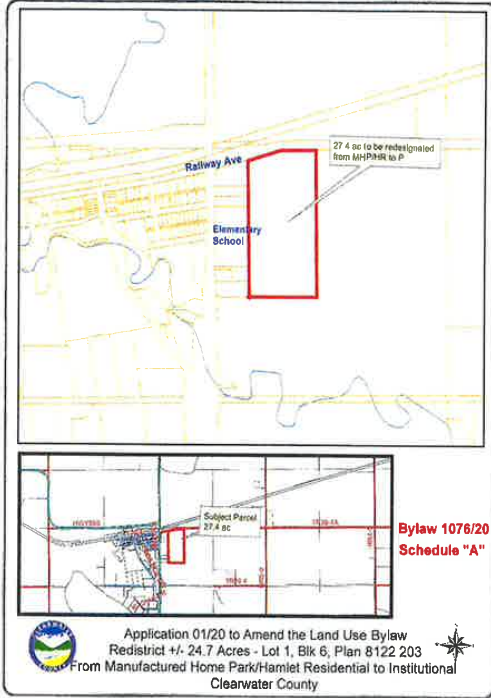 27.4 ac to be redesignated
from MHP/HR to P
Railway Ave
Elementary
School
Subject Parcel
27.4 ac
Bylaw 1076/20
Schedule "A"
Application 01/20 to Amend the Land Use Bylaw
Redistrict +/- 24.7 Acres - Lot 1, Blk 6, Plan 8122 203
From Manufactured Home Park/Hamlet Residential to Institutional
Clearwater County